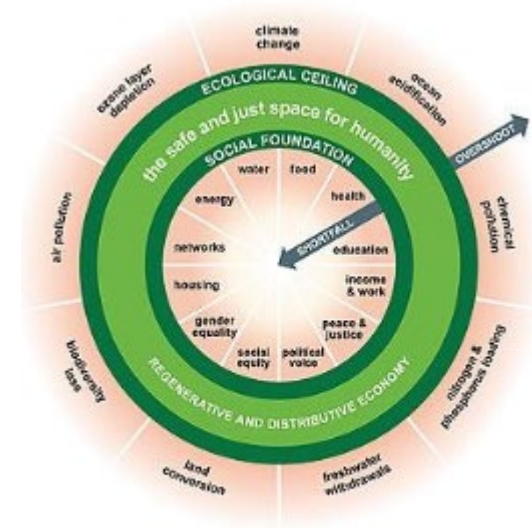 climate
change
ocean
acidification
chemical
pollution
nitrogen &
phosphorus loading
freshwater
withdrawals
land
conversion
biodiversity
loss
air pollution
ozone layer
depletion
OVERSHOOT
ECOLOGICAL CEILING
the safe and just space for humanity
SOCIAL FOUNDATION
water
food
health
SHORTFALL
education
income
& work
peace &
justice
political
voice
social
equity
gender
equality
housing
networks
energy
REGENERATIVE AND DISTRIBUTIVE ECONOMY